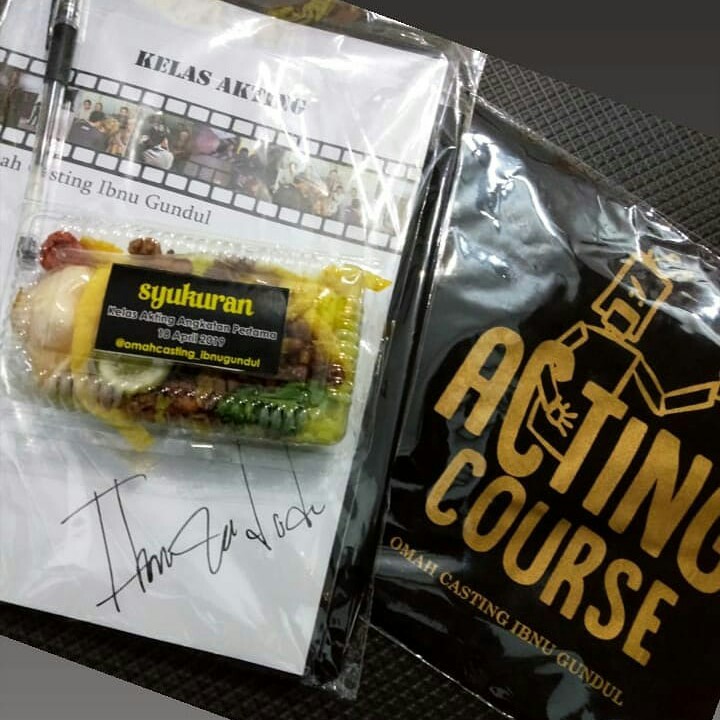 KELAS AKTING
ah Casting Ibnu Gundul
syukuran
Kelas Akting Angkatan Pertama
18 April 2019
@omahcasting_ibnugundul
ACTING
COURSE
OMAH CASTING IBNU GUNDUL